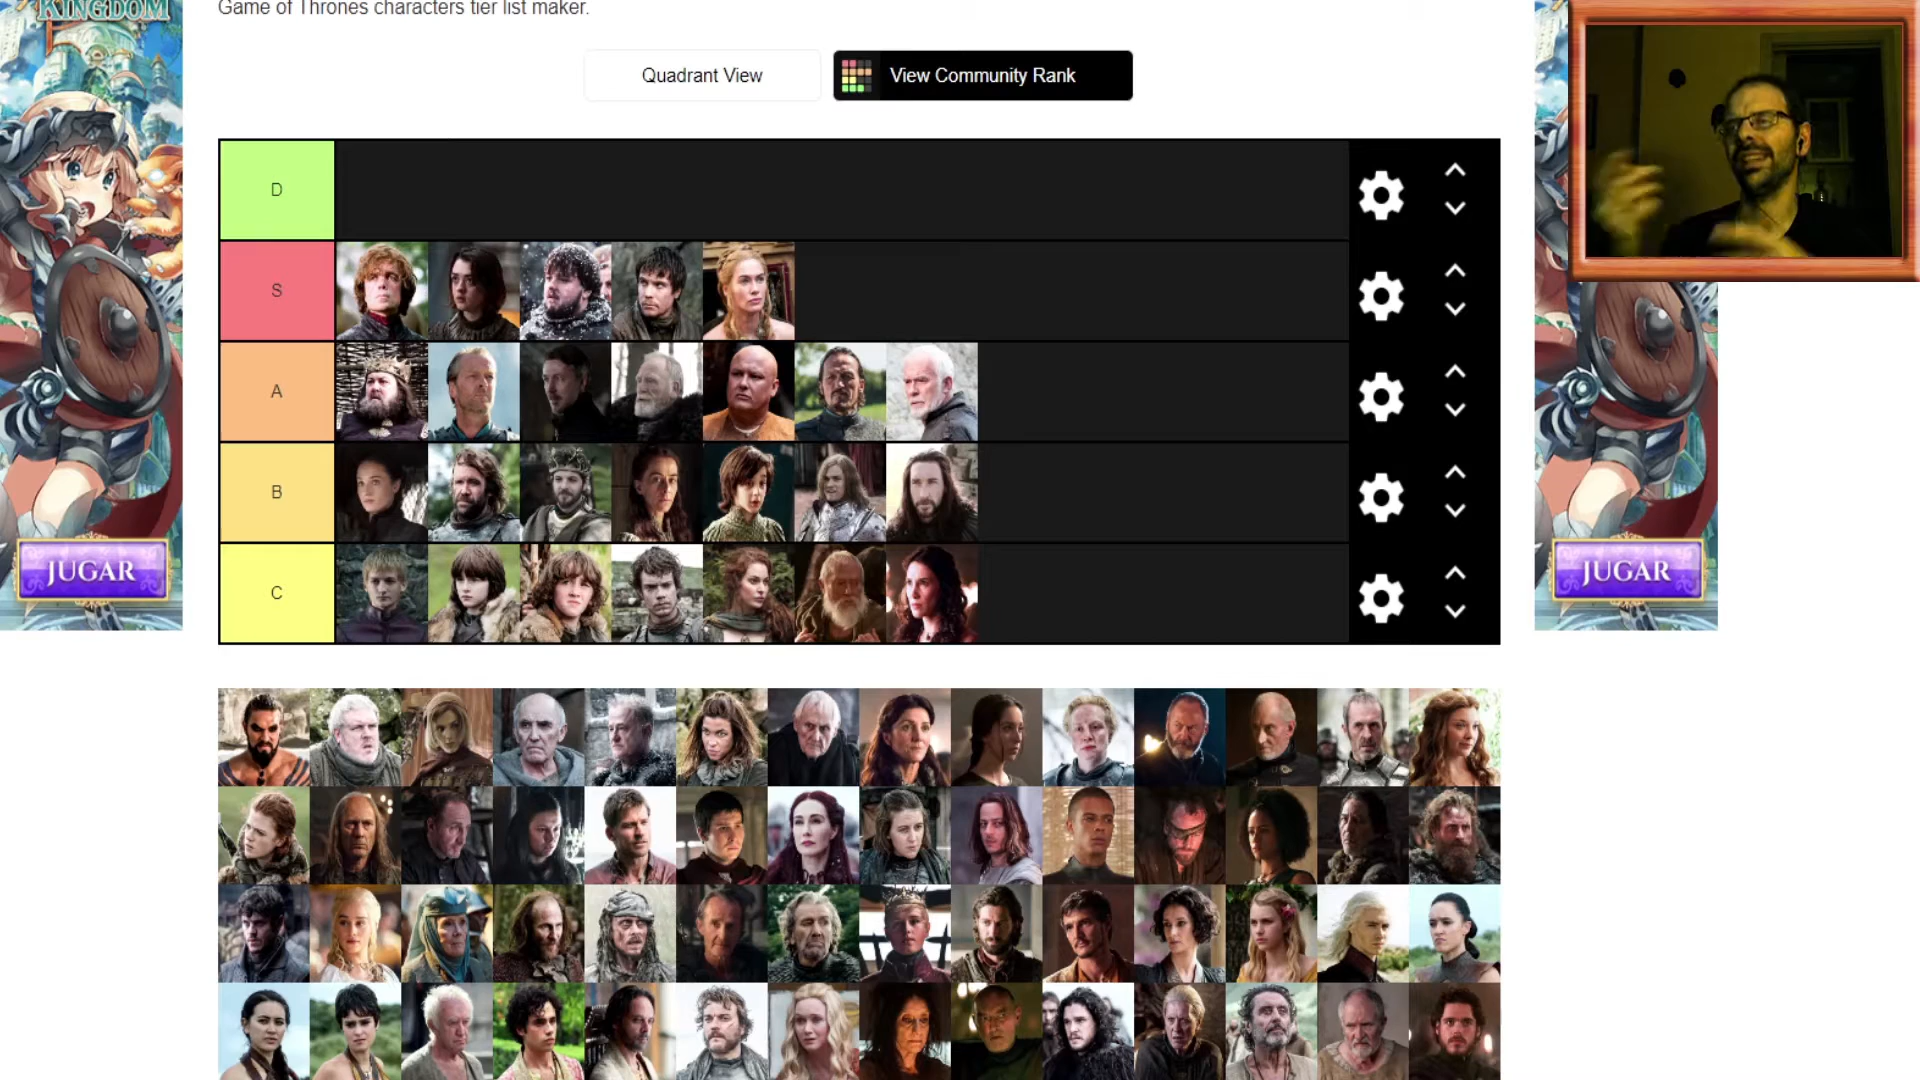 KINGDOM
Game of Thrones characters tier list maker.
Quadrant View
View Community Rank
D
S
A
B
C
JUGAR
JUGAR